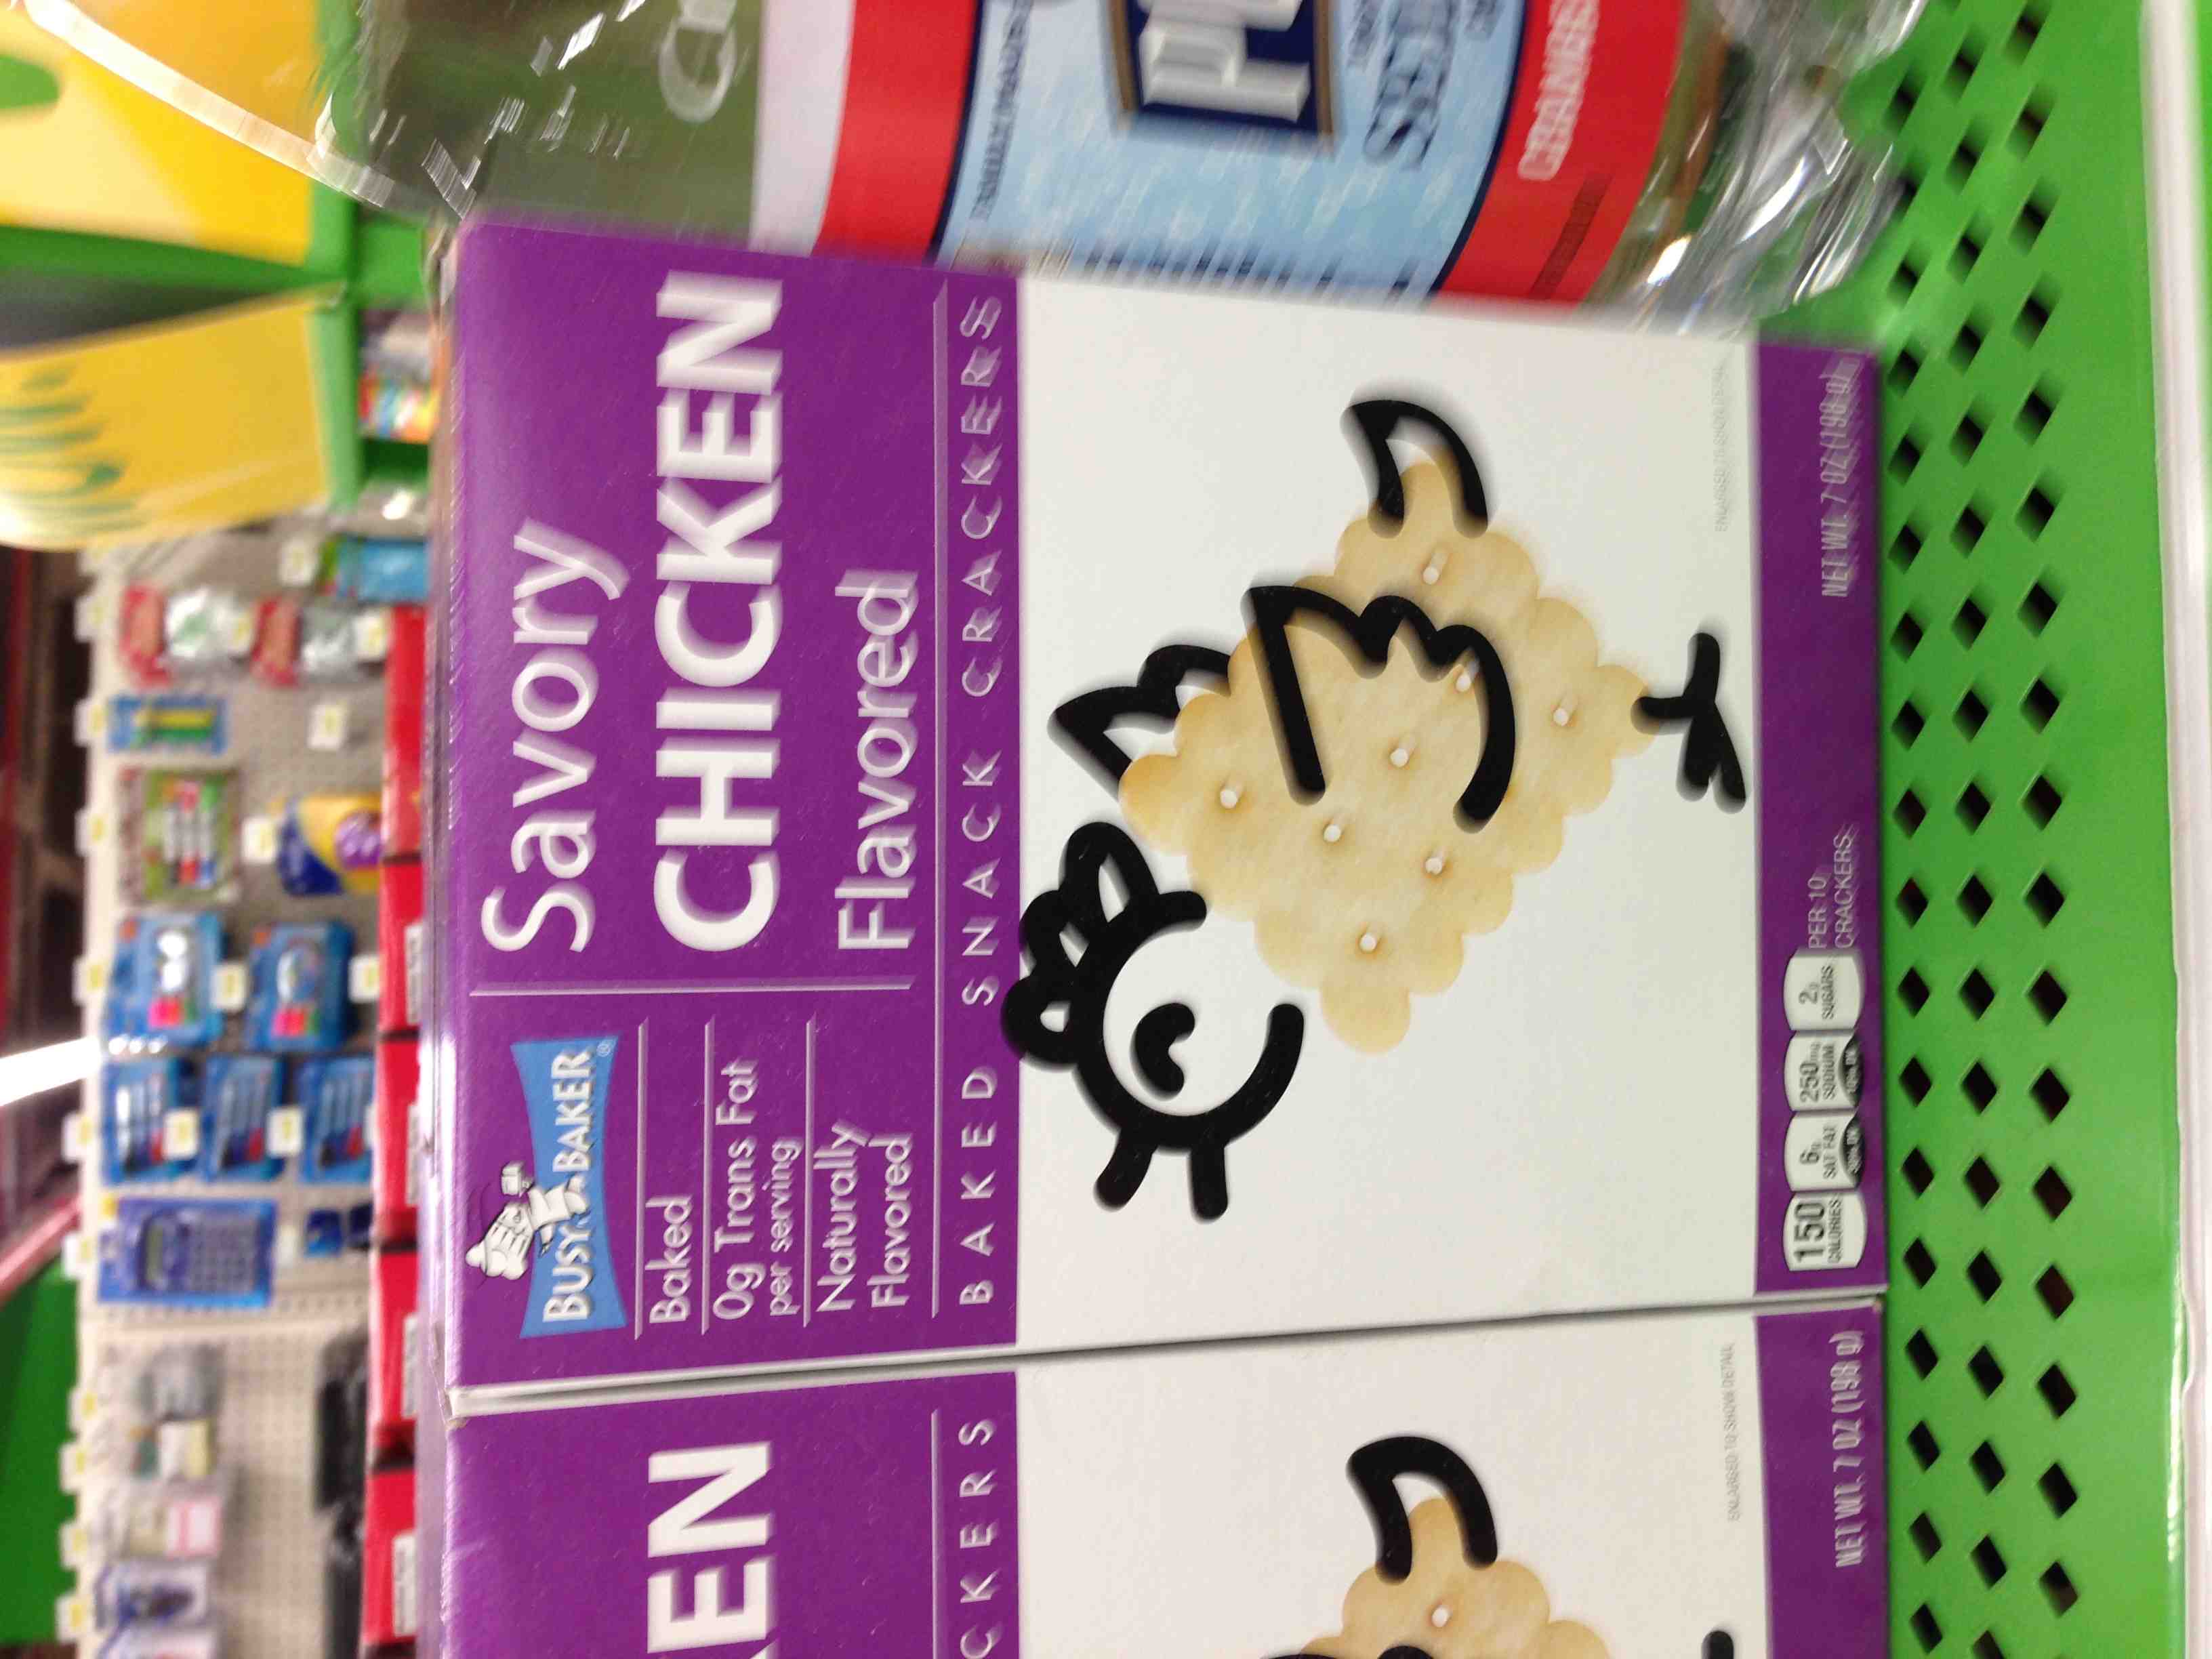 BUSY BAKER®
Baked
0g Trans Fat
per serving
Naturally
Flavored
Savory
CHICKEN
Flavored
BAKED SNACK CRACKERS
ENLARGED TO SHOW DETAIL
150
CALORIES
6g
SAT FAT
250mg
SODIUM
2g
SUGARS
PER 10
CRACKERS
NET WT. 7 OZ (198 g)
EN
CKERS
ENLARGED TO SHOW DETAIL
NET WT. 7 OZ (198 g)